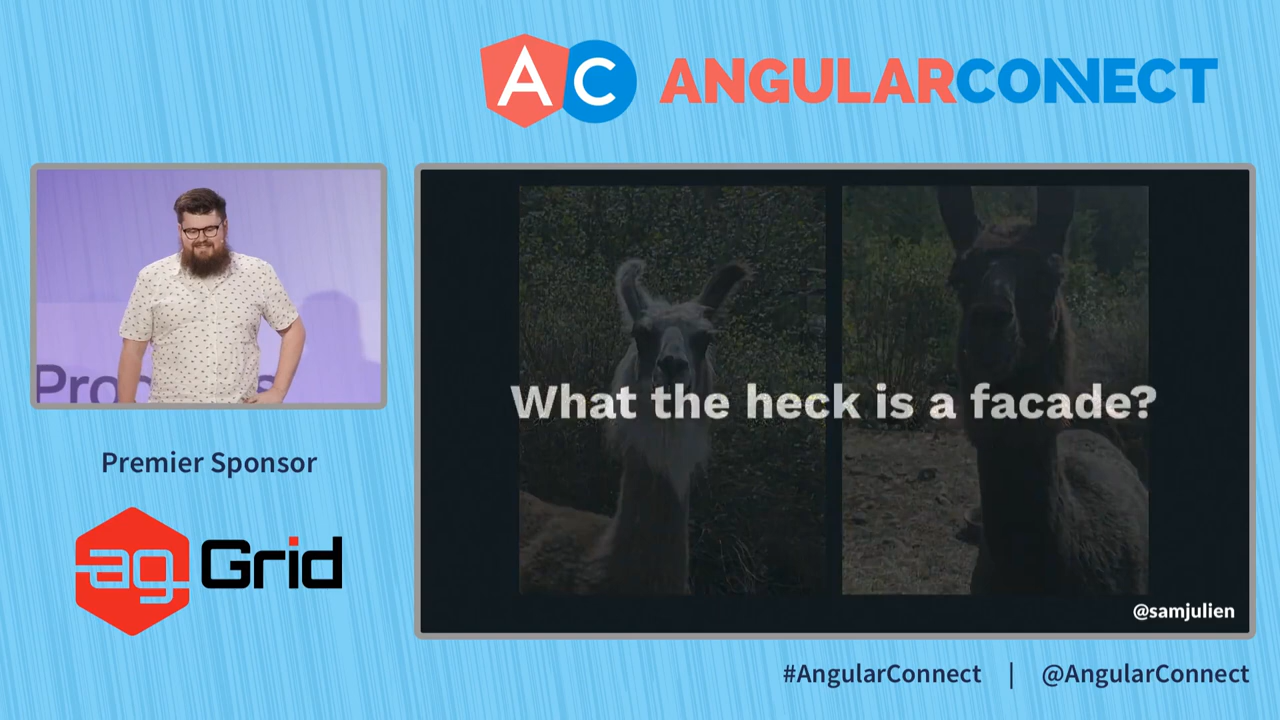 AC ANGULARCONNECT
Premier Sponsor
ag Grid
What the heck is a facade?
@samjulien
#AngularConnect | @AngularConnect